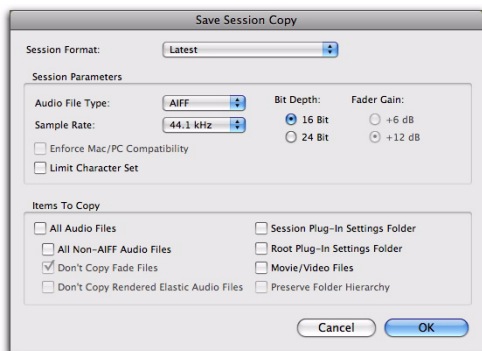 Save Session Copy
Session Format: Latest
Session Parameters
Audio File Type: AIFF
Bit Depth: Fader Gain:
16 Bit +6 dB
Sample Rate: 44.1 kHz
24 Bit +12 dB
Enforce Mac/PC Compatibility
Limit Character Set
Items To Copy
All Audio Files
All Non-AIFF Audio Files
Don't Copy Fade Files
Don't Copy Rendered Elastic Audio Files
Session Plug-In Settings Folder
Root Plug-In Settings Folder
Movie/Video Files
Preserve Folder Hierarchy
Cancel OK